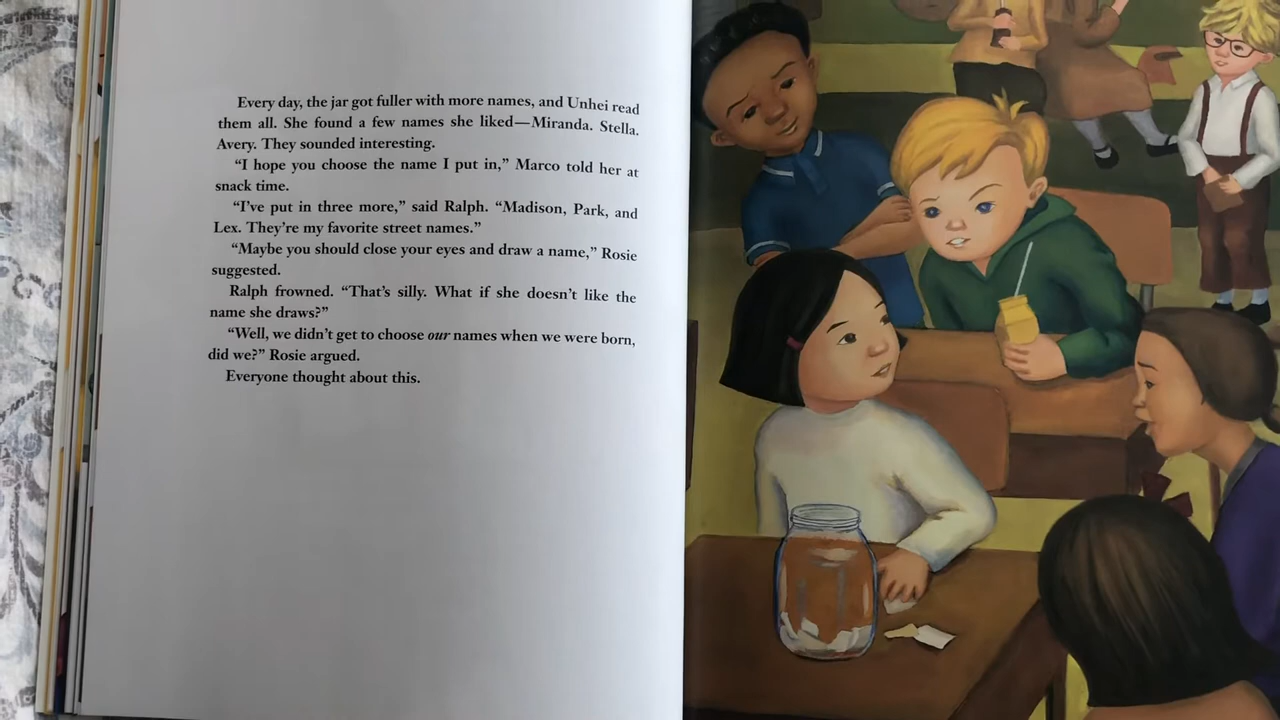 Every day, the jar got fuller with more names, and Unhei read
them all. She found a few names she liked—Miranda. Stella.
Avery. They sounded interesting.
“I hope you choose the name I put in,” Marco told her at
snack time.
“I’ve put in three more,” said Ralph. “Madison, Park, and
Lex. They’re my favorite street names.”
“Maybe you should close your eyes and draw a name,” Rosie
suggested.
Ralph frowned. “That’s silly. What if she doesn’t like the
name she draws?”
“Well, we didn’t get to choose our names when we were born,
did we?” Rosie argued.
Everyone thought about this.